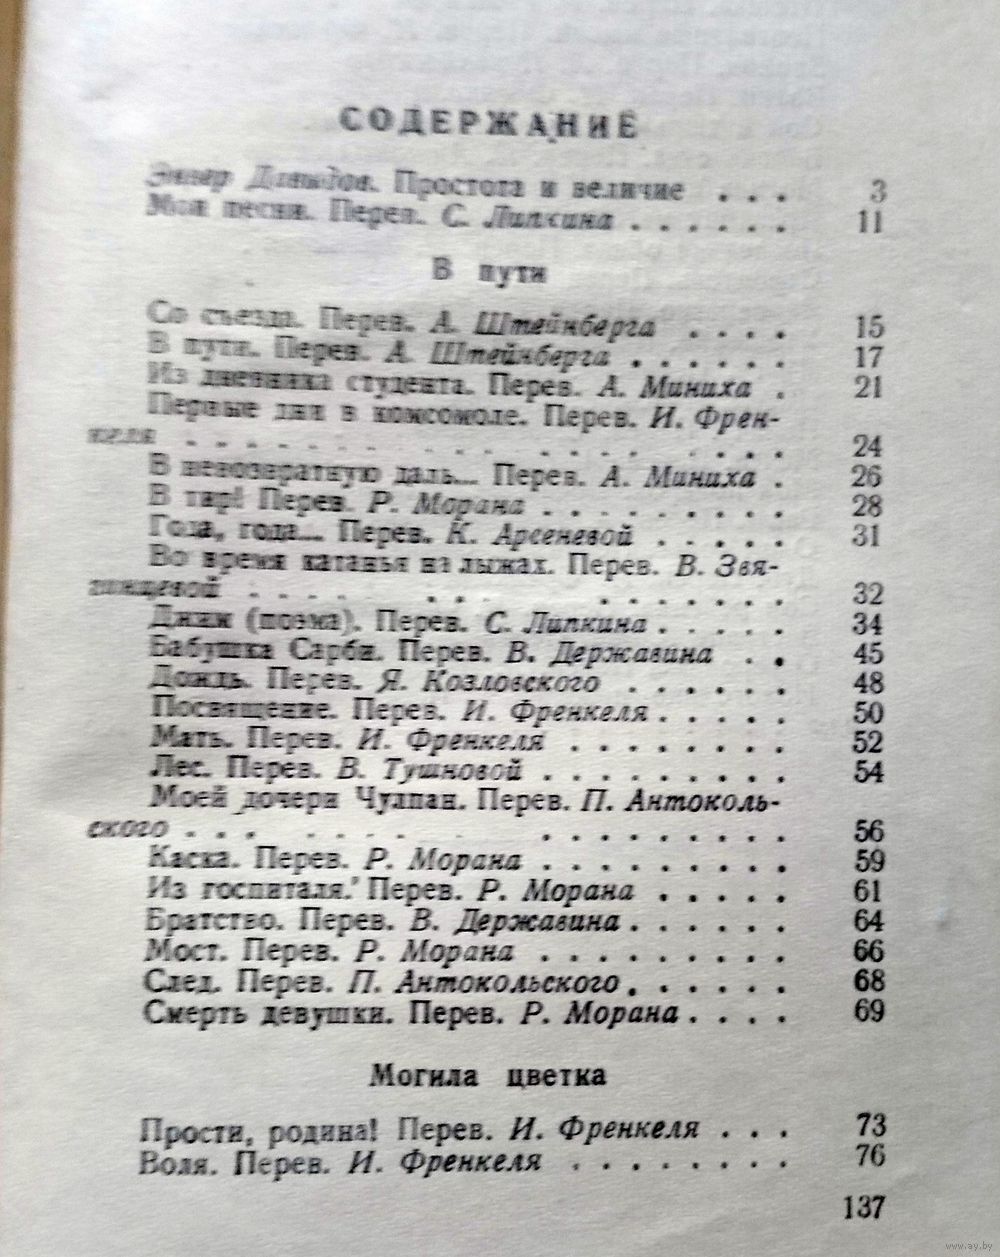 СОДЕРЖАНИЕ
Энвер Давыдов. Простота и величие . . . 3
Мои песни. Перев. С. Липкина . . . . . . 11
В пути
Со съезда. Перев. А. Штейнберга . . . . 15
В пути. Перев. А. Штейнберга . . . . . . 17
Из дневника студента. Перев. А. Миниха . 21
Первые дни в комсомоле. Перев. И. Френ-
келя . . . . . . . . . . . . . . . . . 24
В невозвратную даль... Перев. А. Миниха . 26
В тир! Перев. Р. Морана . . . . . . . . . 28
Года, года... Перев. К. Арсеневой . . . . . 31
Во время катанья на лыжах. Перев. В. Звя-
гинцевой . . . . . . . . . . . . . . 32
Джим (поэма). Перев. С. Липкина . . . . . 34
Бабушка Сарби. Перев. В. Державина . . 45
Дождь. Перев. Я. Козловского . . . . . . 48
Посвящение. Перев. И. Френкеля . . . . . 50
Мать. Перев. И. Френкеля . . . . . . . . 52
Лес. Перев. В. Тушновой . . . . . . . . . 54
Моей дочери Чулпан. Перев. П. Антоколь-
ского . . . . . . . . . . . . . . . . 56
Каска. Перев. Р. Морана . . . . . . . . . 59
Из госпиталя. Перев. Р. Морана . . . . . 61
Братство. Перев. В. Державина . . . . . . 64
Мост. Перев. Р. Морана . . . . . . . . . 66
След. Перев. П. Антокольского . . . . . . 68
Смерть девушки. Перев. Р. Морана . . . . 69
Могила цветка
Прости, родина! Перев. И. Френкеля . . . 73
Воля. Перев. И. Френкеля . . . . . . . . 76
137
www.ay.by